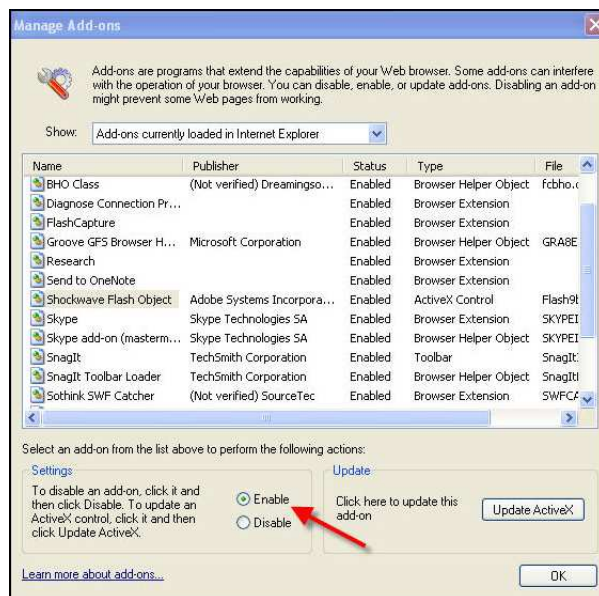 Manage Add-ons
Add-ons are programs that extend the capabilities of your Web browser. Some add-ons can interfere
with the operation of your browser. You can disable, enable, or update add-ons. Disabling an add-on
might prevent some Web pages from working.
Show: Add-ons currently loaded in Internet Explorer
Name Publisher Status Type File
BHO Class (Not verified) Dreamingso... Enabled Browser Helper Object fcbho.
Diagnose Connection Pr... Enabled Browser Extension
FlashCapture Enabled Browser Extension
Groove GFS Browser H... Microsoft Corporation Enabled Browser Helper Object GRA8E
Research Enabled Browser Extension
Send to OneNote Enabled Browser Extension
Shockwave Flash Object Adobe Systems Incorpora... Enabled ActiveX Control
Skype Skype Technologies SA Enabled Browser Extension SKYPEI
Skype add-on (masterm... Skype Technologies SA Enabled Browser Helper Object SKYPEI
SnagIt TechSmith Corporation Enabled Toolbar SnagIt
SnagIt Toolbar Loader TechSmith Corporation Enabled Browser Helper Object SnagIt
Sothink SWF Catcher (Not verified) SourceTec Enabled Browser Extension
Select an add-on from the list above to perform the following actions:
Settings
To disable an add-on, click it and
then click Disable. To update an
ActiveX control, click it and then
click Update ActiveX.
Enable
Disable
Update
Click here to update this
add-on
Update ActiveX
Learn more about add-ons...
OK